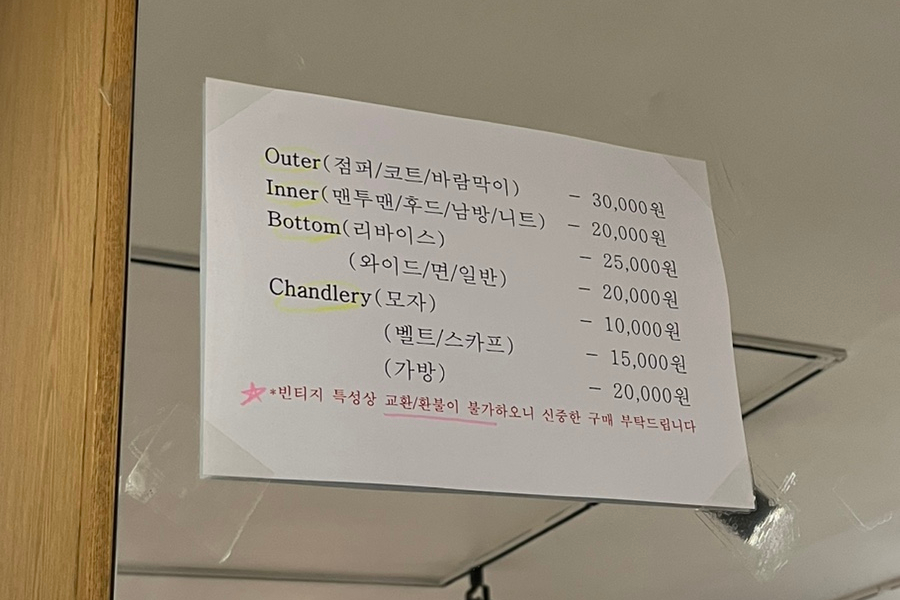 Outer(점퍼/코트/바람막이) - 30,000원
Inner(맨투맨/후드/남방/니트) - 20,000원
Bottom(리바이스) - 25,000원
(와이드/면/일반) - 20,000원
Chandlery(모자) - 10,000원
(벨트/스카프) - 15,000원
(가방) - 20,000원
*빈티지 특성상 교환/환불이 불가하오니 신중한 구매 부탁드립니다